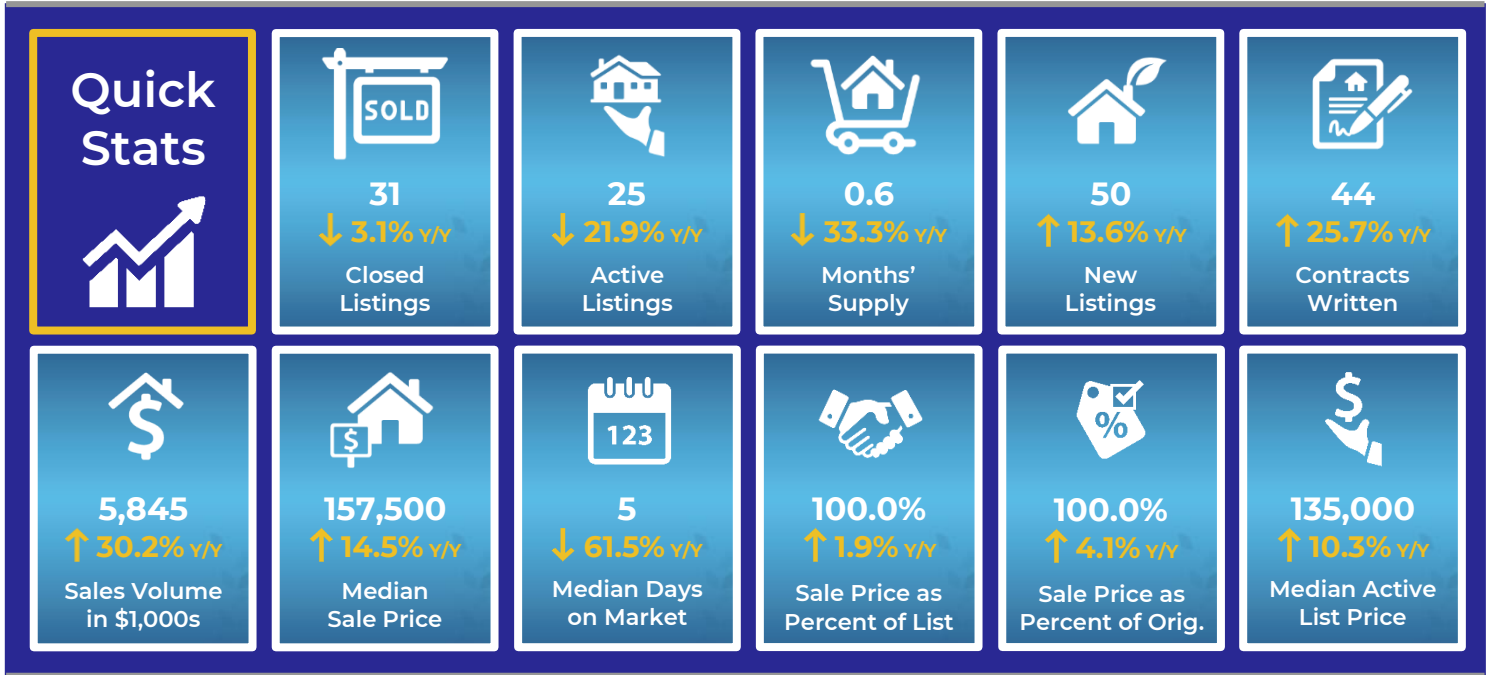 Quick
Stats
SOLD
31
↓ 3.1% Y/Y
Closed
Listings
25
↓ 21.9% Y/Y
Active
Listings
0.6
↓ 33.3% Y/Y
Months’
Supply
50
↑ 13.6% Y/Y
New
Listings
44
↑ 25.7% Y/Y
Contracts
Written
$
5,845
↑ 30.2% Y/Y
Sales Volume
in $1,000s
$
157,500
↑ 14.5% Y/Y
Median
Sale Price
123
5
↓ 61.5% Y/Y
Median Days
on Market
100.0%
↑ 1.9% Y/Y
Sale Price as
Percent of List
%
100.0%
↑ 4.1% Y/Y
Sale Price as
Percent of Orig.
$
135,000
↑ 10.3% Y/Y
Median Active
List Price